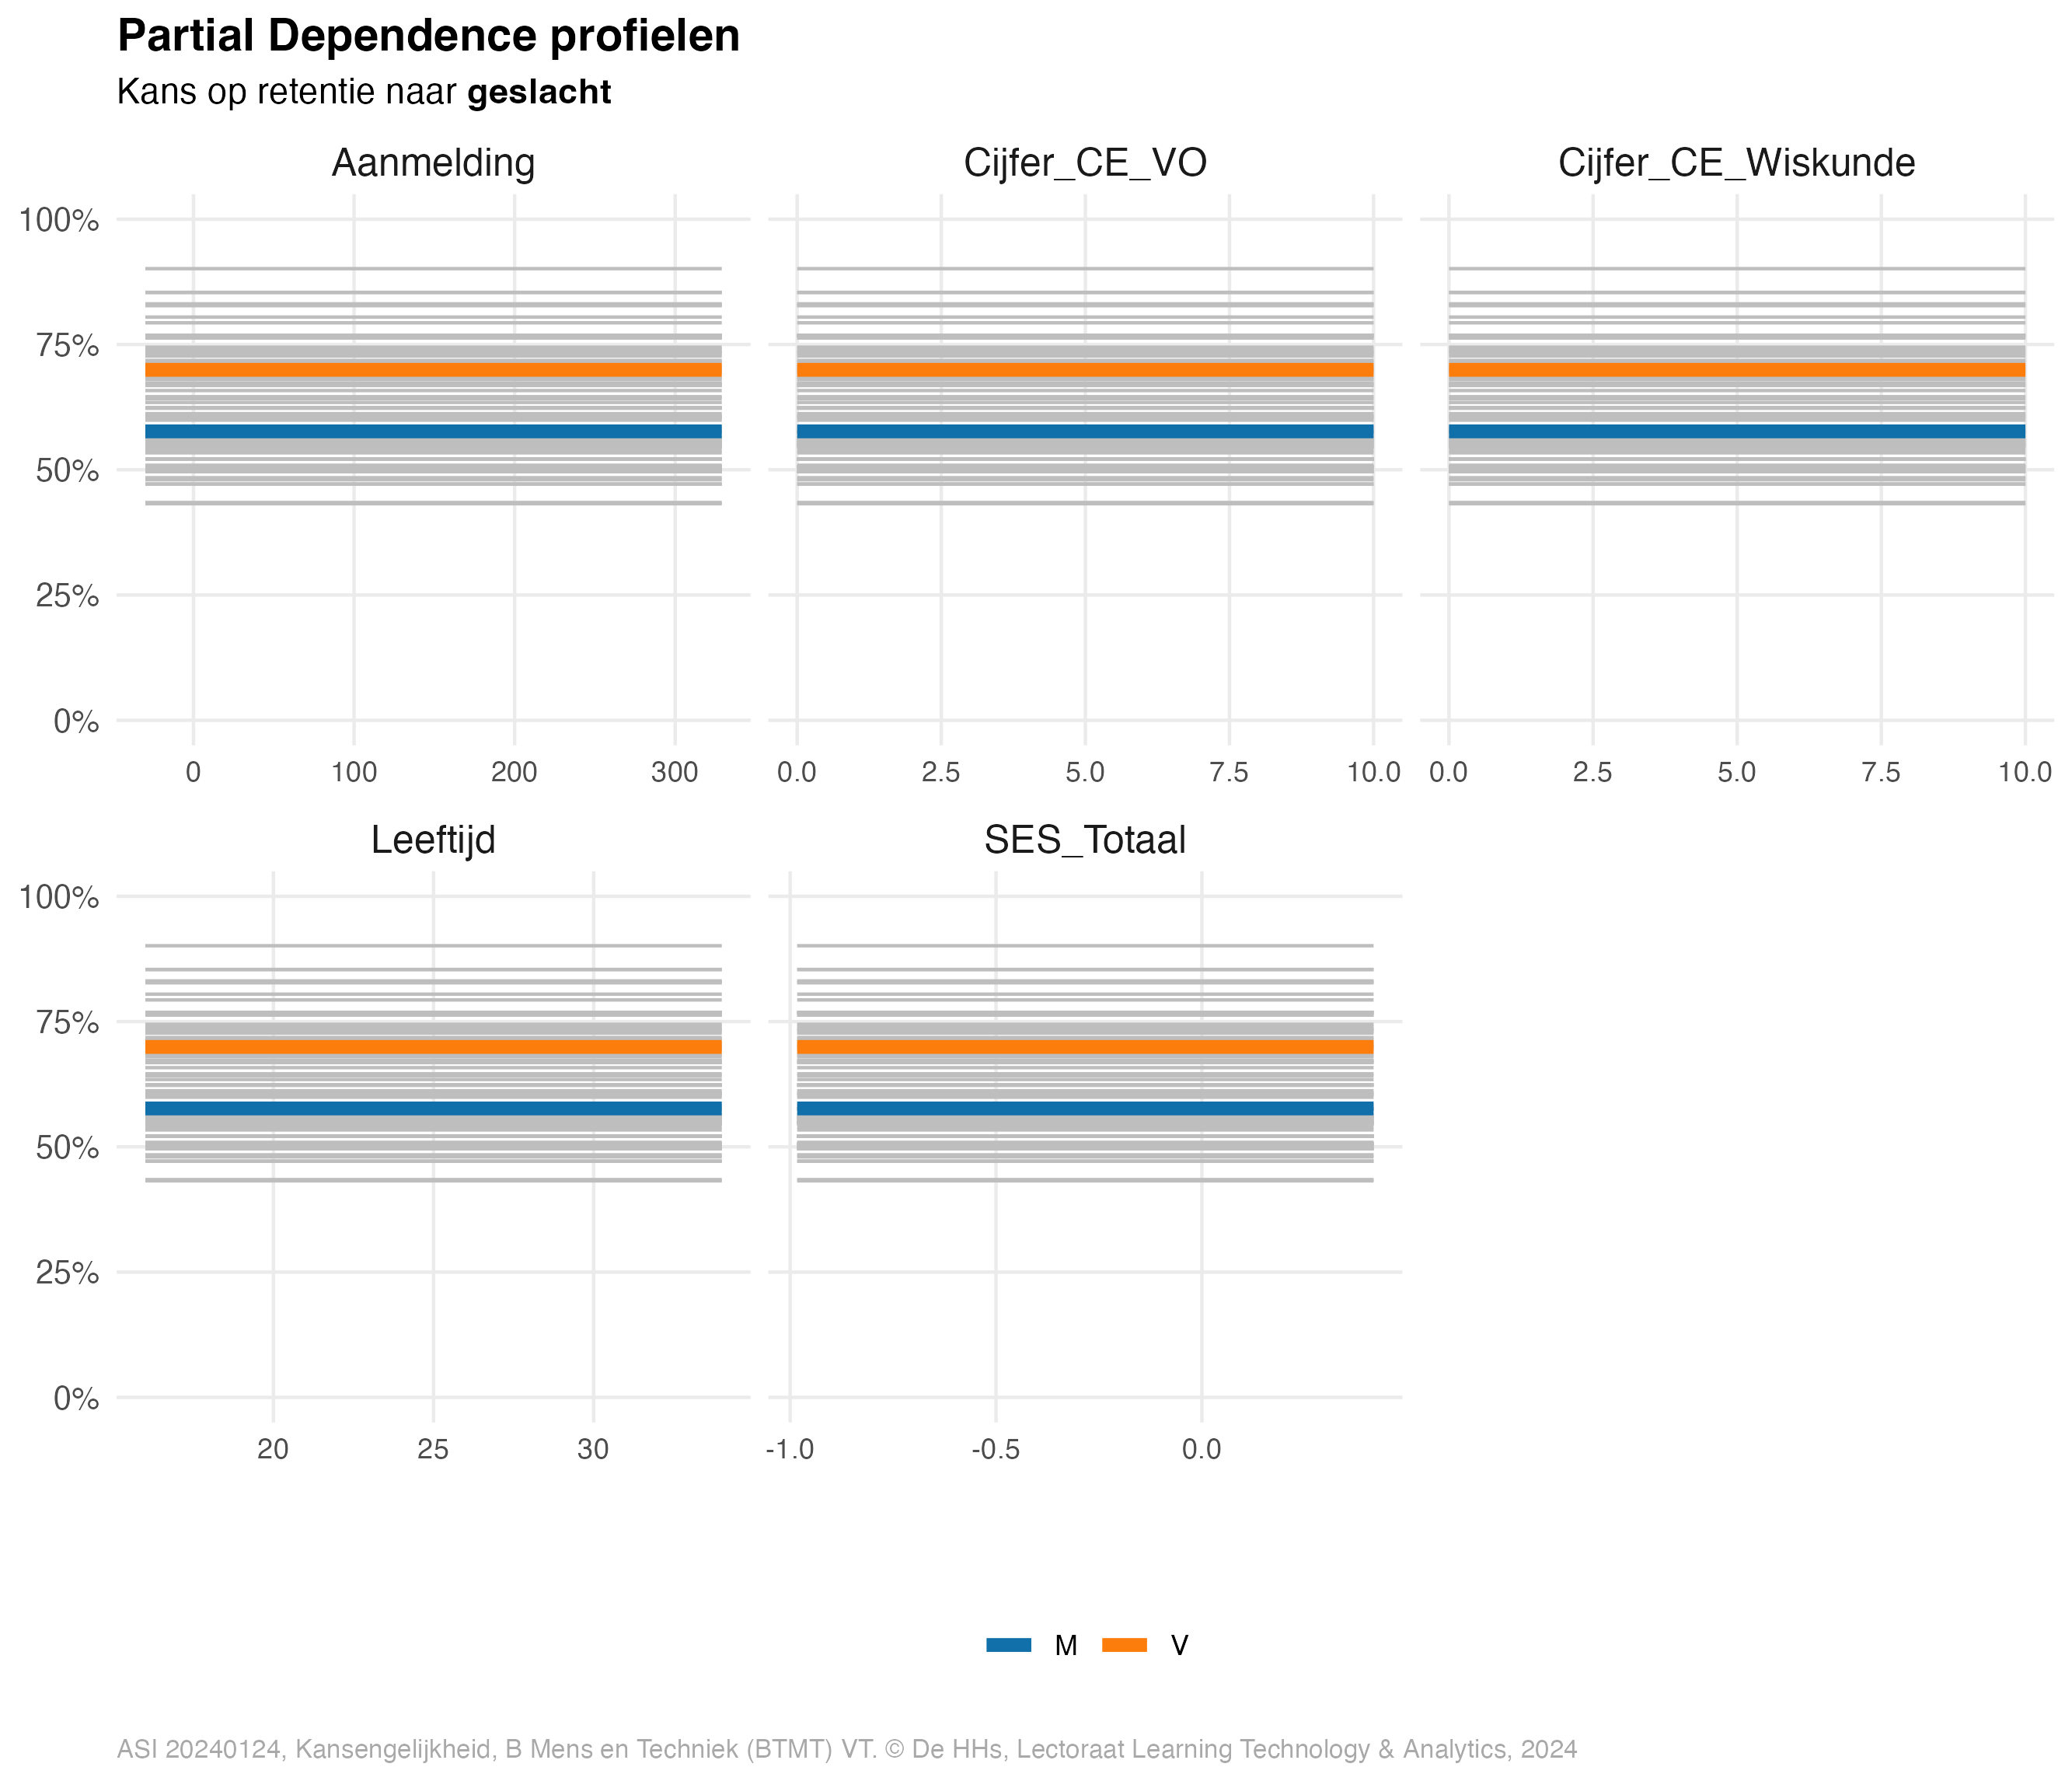 Partial Dependence profielen
Kans op retentie naar geslacht
Aanmelding Cijfer_CE_VO Cijfer_CE_Wiskunde
100%
75%
50%
25%
0%
0 100 200 300 0.0 2.5 5.0 7.5 10.0 0.0 2.5 5.0 7.5 10.0
Leeftijd SES_Totaal
100%
75%
50%
25%
0%
20 25 30 -1.0 -0.5 0.0
M V
ASI 20240124, Kansengelijkheid, B Mens en Techniek (BTMT) VT. © De HHs, Lectoraat Learning Technology & Analytics, 2024